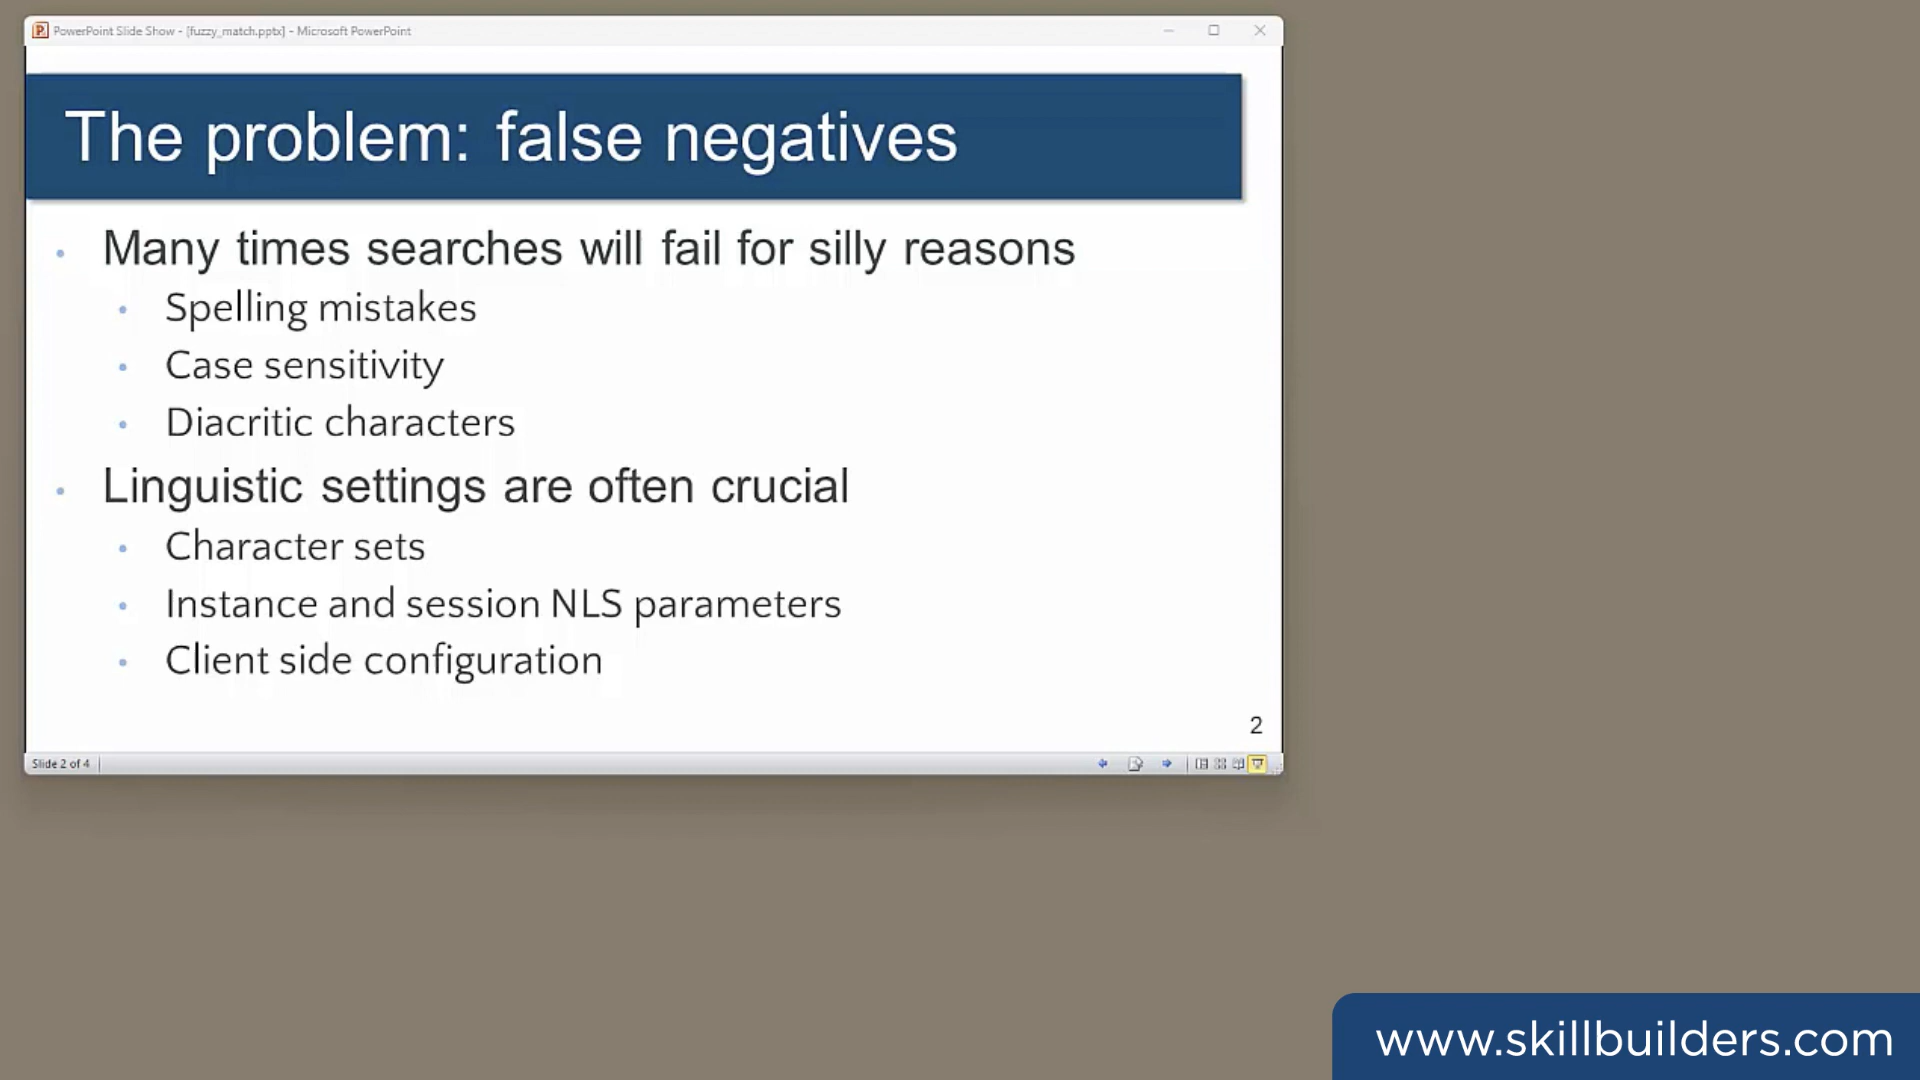 PowerPoint Slide Show - [fuzzy_match.pptx] - Microsoft PowerPoint
The problem: false negatives
• Many times searches will fail for silly reasons
• Spelling mistakes
• Case sensitivity
• Diacritic characters
• Linguistic settings are often crucial
• Character sets
• Instance and session NLS parameters
• Client side configuration
2
Slide 2 of 4
www.skillbuilders.com